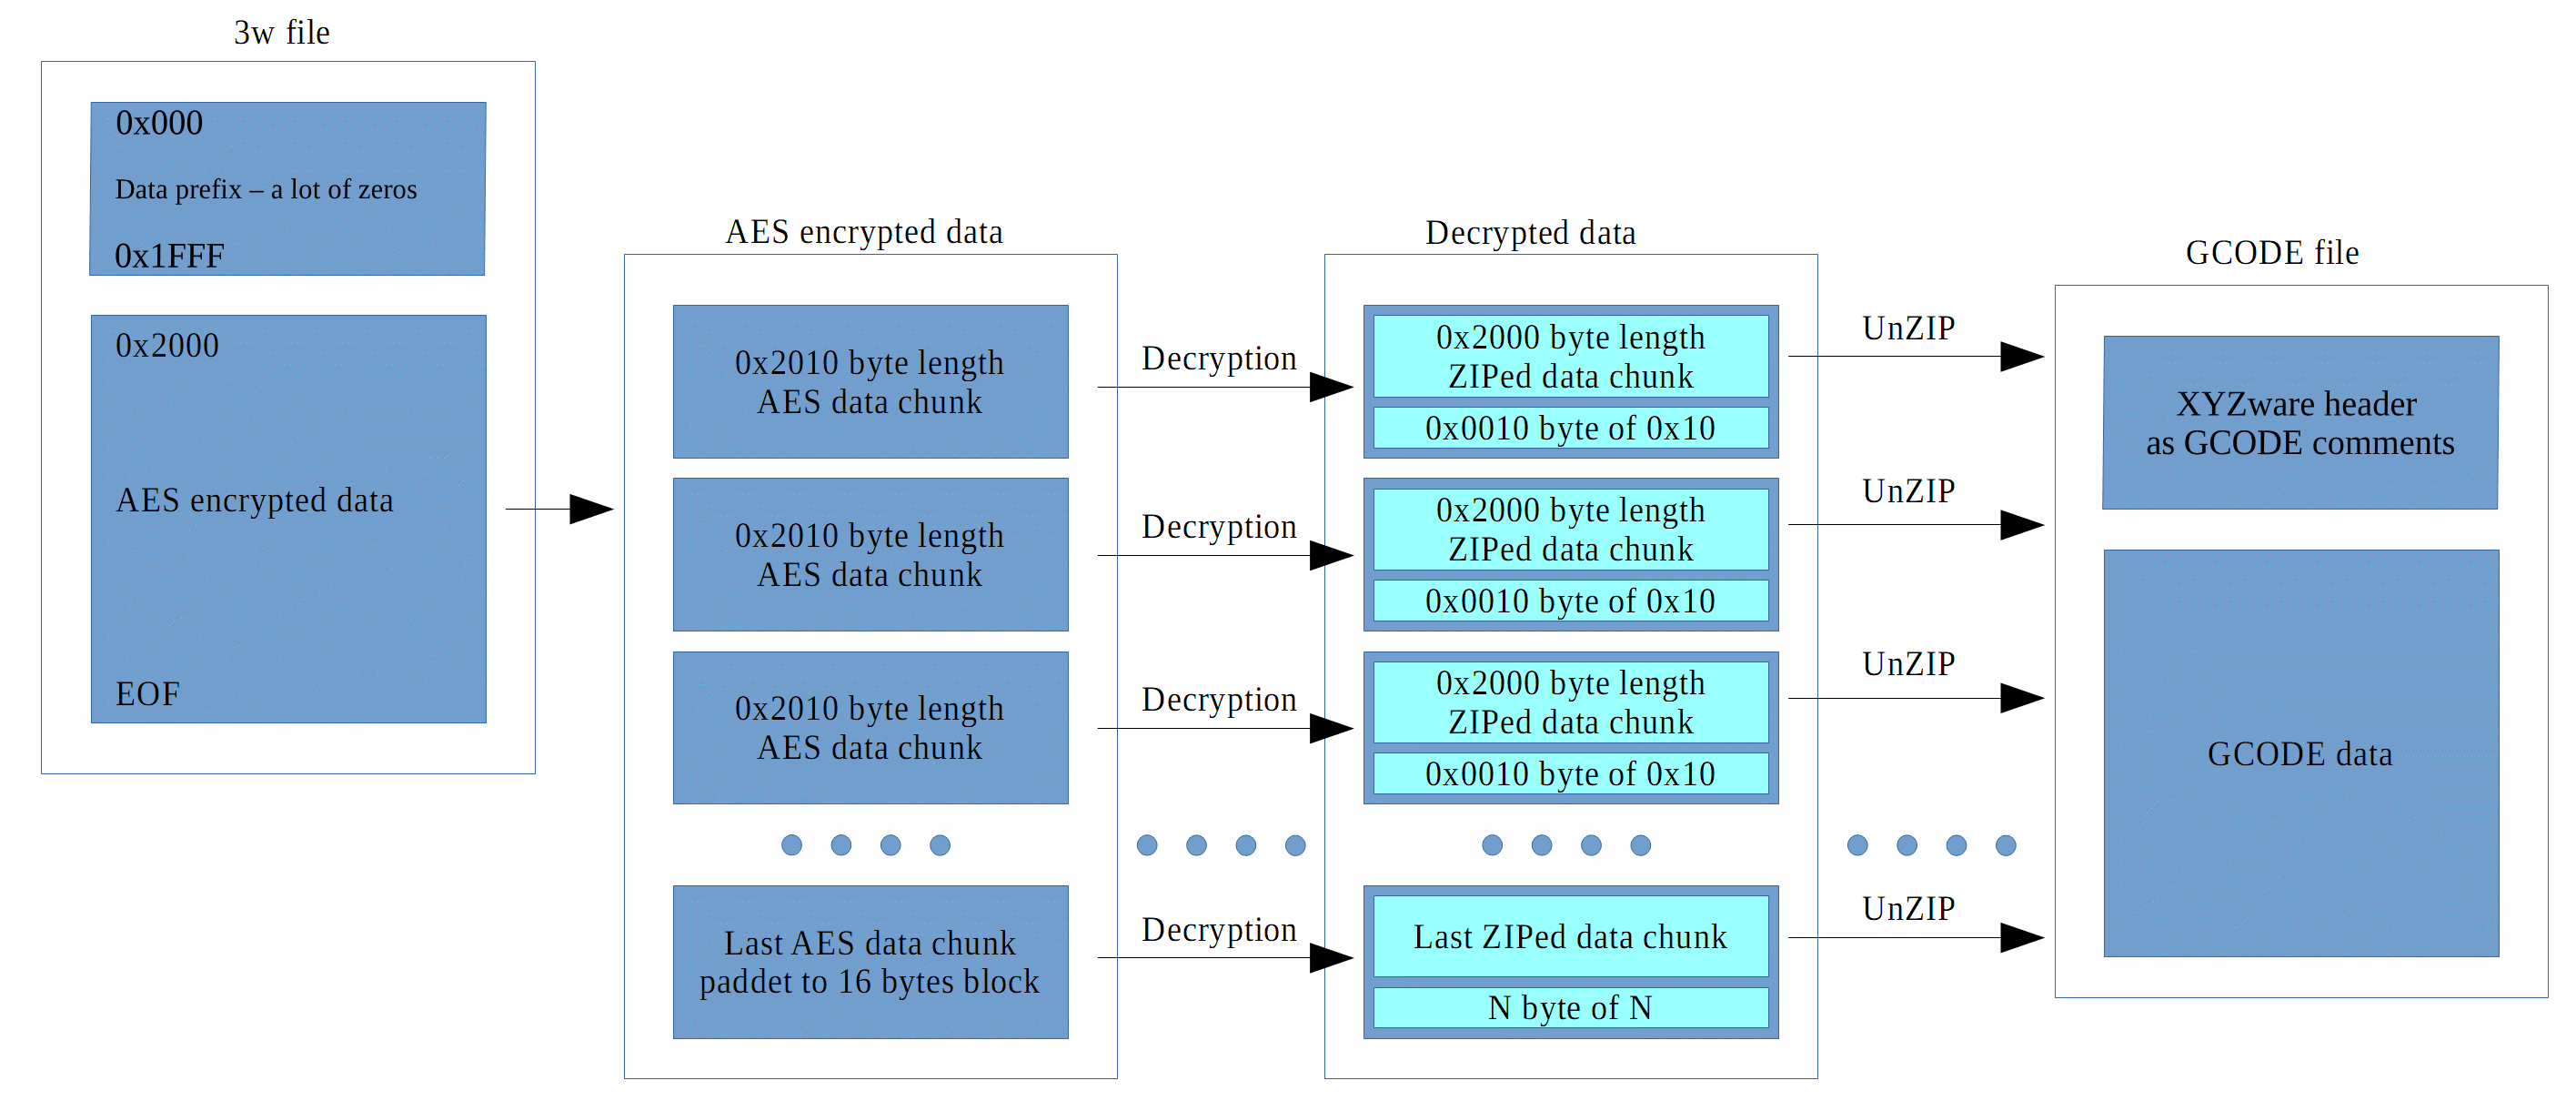 3w file
0x000
Data prefix – a lot of zeros
0x1FFF
0x2000
AES encrypted data
EOF
AES encrypted data
0x2010 byte length
AES data chunk
0x2010 byte length
AES data chunk
0x2010 byte length
AES data chunk
Last AES data chunk
paddet to 16 bytes block
Decryption
Decryption
Decryption
Decryption
Decrypted data
0x2000 byte length
ZIPed data chunk
0x0010 byte of 0x10
0x2000 byte length
ZIPed data chunk
0x0010 byte of 0x10
0x2000 byte length
ZIPed data chunk
0x0010 byte of 0x10
Last ZIPed data chunk
N byte of N
UnZIP
UnZIP
UnZIP
UnZIP
GCODE file
XYZware header
as GCODE comments
GCODE data